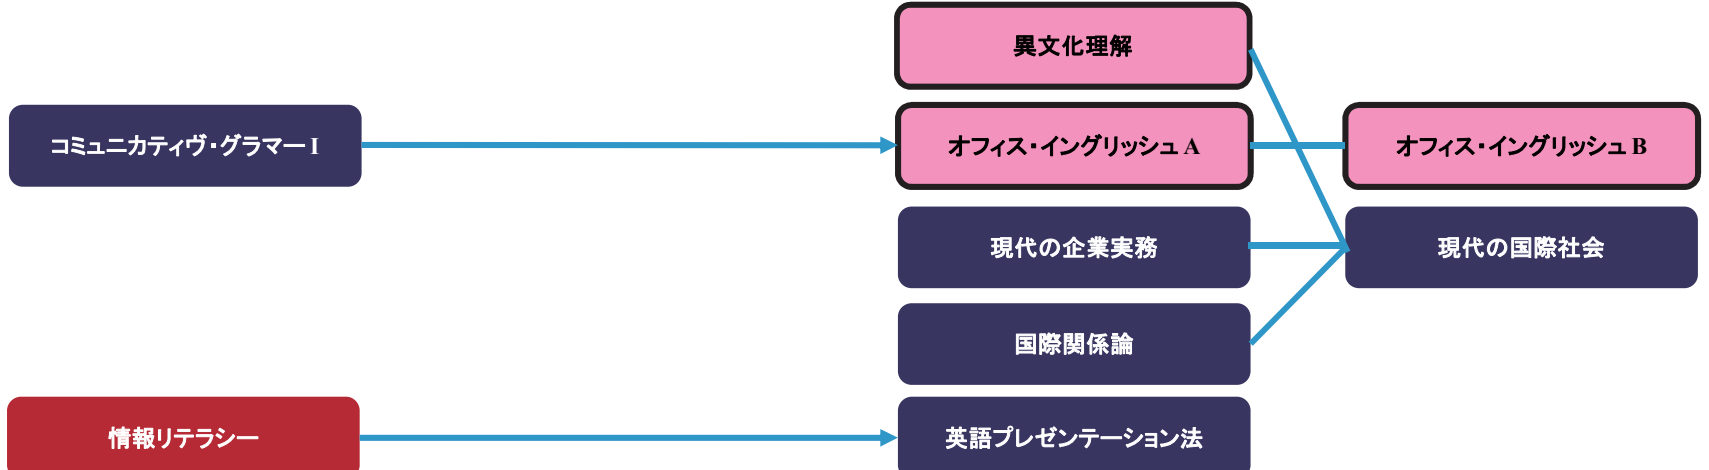 異文化理解
コミュニカティヴ・グラマー I
オフィス・イングリッシュ A
オフィス・イングリッシュ B
現代の企業実務
現代の国際社会
国際関係論
情報リテラシー
英語プレゼンテーション法